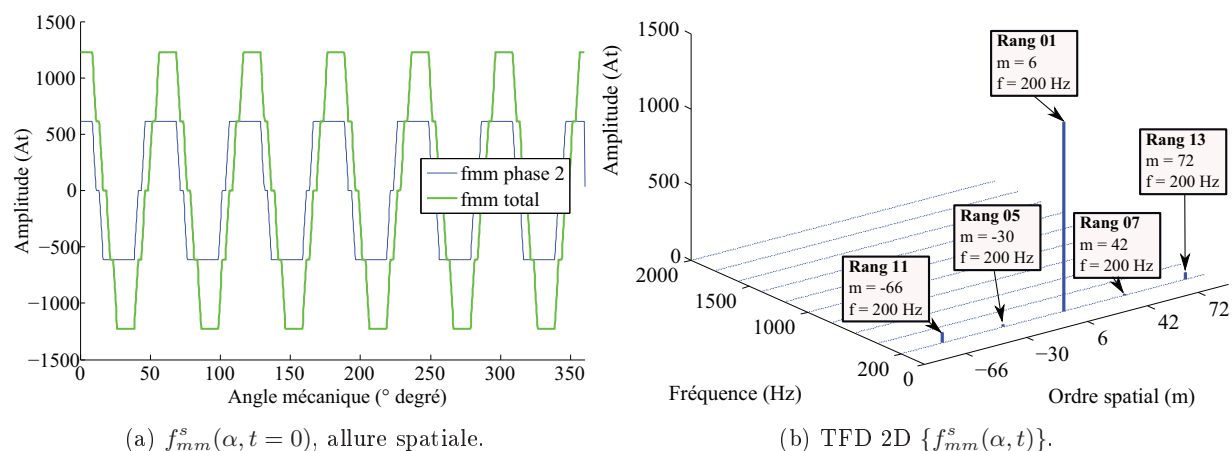 1500
1000
500
0
−500
−1000
−1500
Amplitude (At)
0
50
100
150
200
250
300
350
Angle mécanique (° degré)
fmm phase 2
fmm total
(a) f^s_{mm}(α, t = 0), allure spatiale.
1500
1000
500
0
Amplitude (At)
Rang 01
m = 6
f = 200 Hz
Rang 13
m = 72
f = 200 Hz
Rang 05
m = -30
f = 200 Hz
Rang 07
m = 42
f = 200 Hz
Rang 11
m = -66
f = 200 Hz
2000
1500
1000
200
0
Fréquence (Hz)
−66
−30
6
42
72
Ordre spatial (m)
(b) TFD 2D {f^s_{mm}(α, t)}.